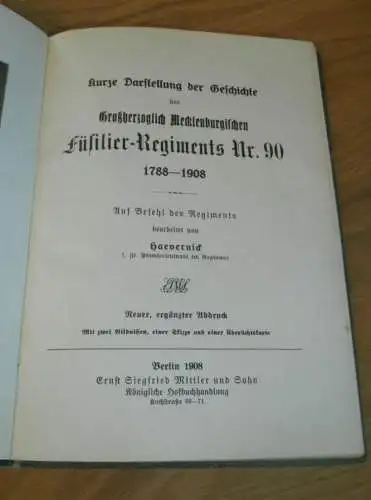 Kurze Darstellung der Geschichte
des
Großherzoglich Mecklenburgischen
Füsilier-Regiments Nr. 90
1788—1908
Auf Befehl des Regiments
bearbeitet von
Haevernick
Neuer, ergänzter Abdruck
Mit zwei Bildnissen, einer Skizze und einer Übersichtskarte
Berlin 1908
Ernst Siegfried Mittler und Sohn
Königliche Hofbuchhandlung
Kochstraße 68—71.